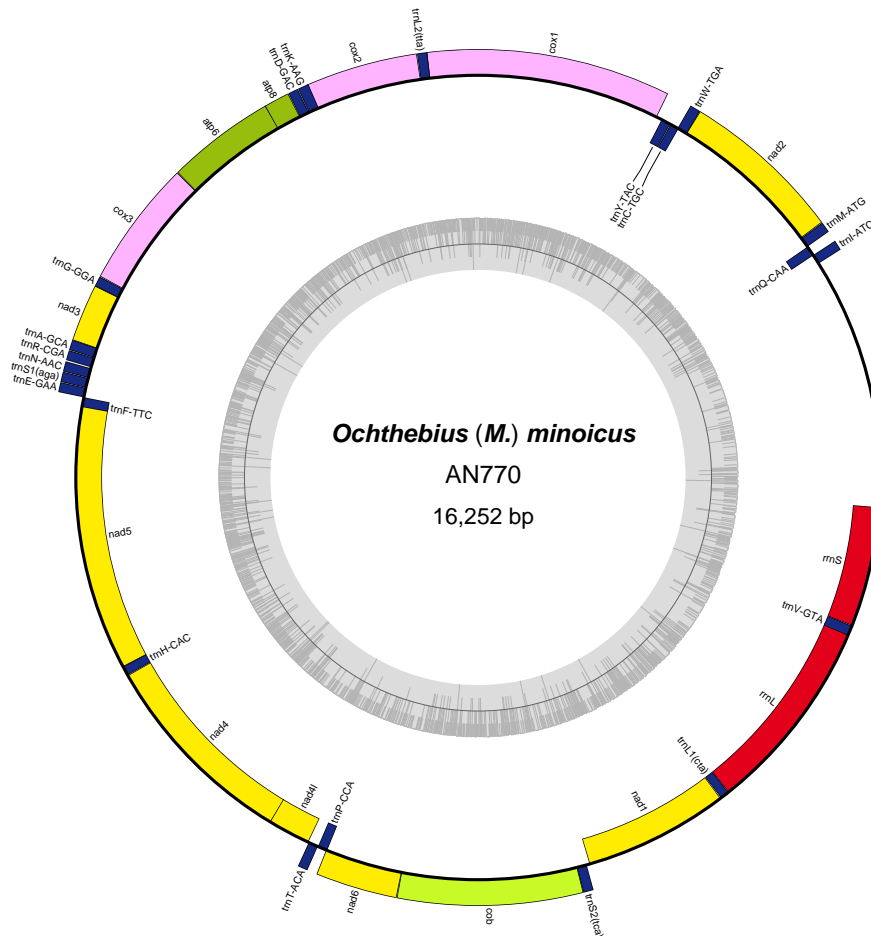 cox1
trnL2(tta)
cox2
trnK-AAG
trnD-GAC
atp8
atp6
cox3
trnG-GGA
nad3
trnA-GCA
trnR-CGA
trnN-AAC
trnS1(aga)
trnE-GAA
trnF-TTC
nad5
trnH-CAC
nad4
nad4l
trnP-CCA
trnT-ACA
nad6
cob
trnS2(tca)
nad1
trnL1(cta)
rrnL
trnV-GTA
rrnS
trnI-ATC
trnQ-CAA
trnM-ATG
nad2
trnW-TGA
trnC-TGC
trnY-TAC
Ochthebius (M.) minoicus
AN770
16,252 bp